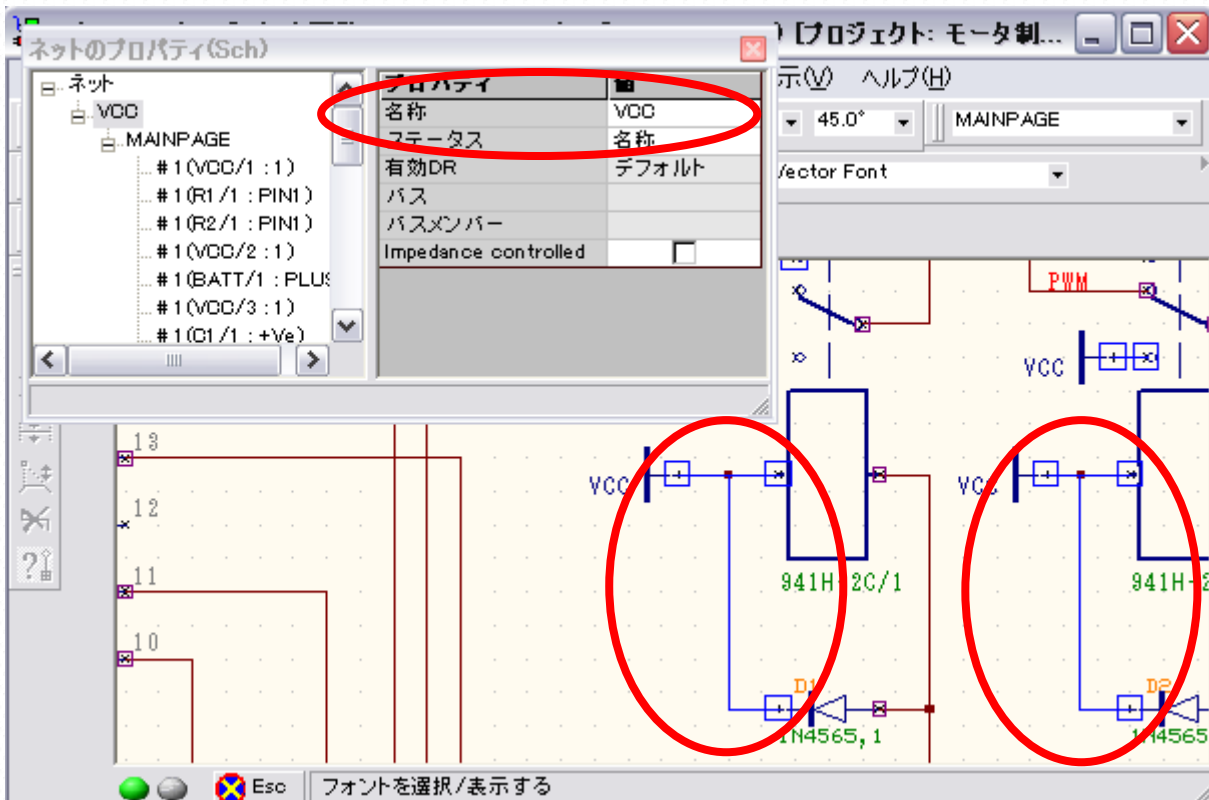 ) [プロジェクト: モータ制...
ネットのプロパティ(Sch)
示(V) ヘルプ(H)
45.0°
MAINPAGE
Vector Font
ネット
VCC
MAINPAGE
#1(VCC/1 : 1)
#1(R1/1 : PIN1)
#1(R2/1 : PIN1)
#1(VCC/2 : 1)
#1(BATT/1 : PLUS
#1(VCC/3 : 1)
#1(C1/1 : +Ve)
プロパティ 値
名称 VCC
ステータス 名称
有効DR デフォルト
バス
バスメンバー
Impedance controlled
PWM
VCC
13
12
11
10
VCC
VCC
941H-2C/1
941H-2
D1
D2
1N4565,1
1N4565
Esc
フォントを選択/表示する